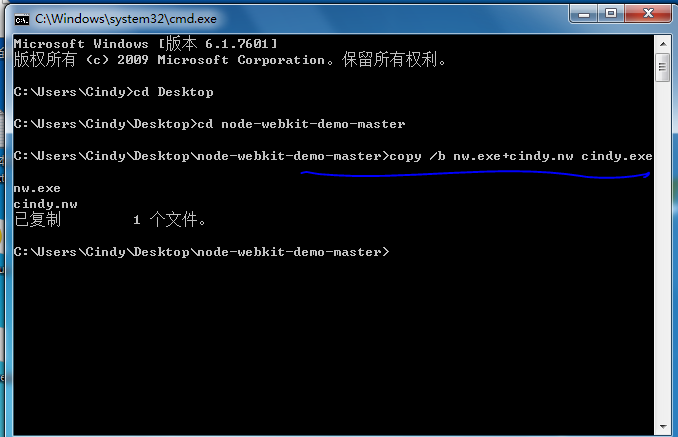 C:\Windows\system32\cmd.exe
Microsoft Windows [版本 6.1.7601]
版权所有 (c) 2009 Microsoft Corporation。保留所有权利。
C:\Users\Cindy>cd Desktop
C:\Users\Cindy\Desktop>cd node-webkit-demo-master
C:\Users\Cindy\Desktop\node-webkit-demo-master>copy /b nw.exe+cindy.nw cindy.exe
nw.exe
cindy.nw
已复制         1 个文件。
C:\Users\Cindy\Desktop\node-webkit-demo-master>